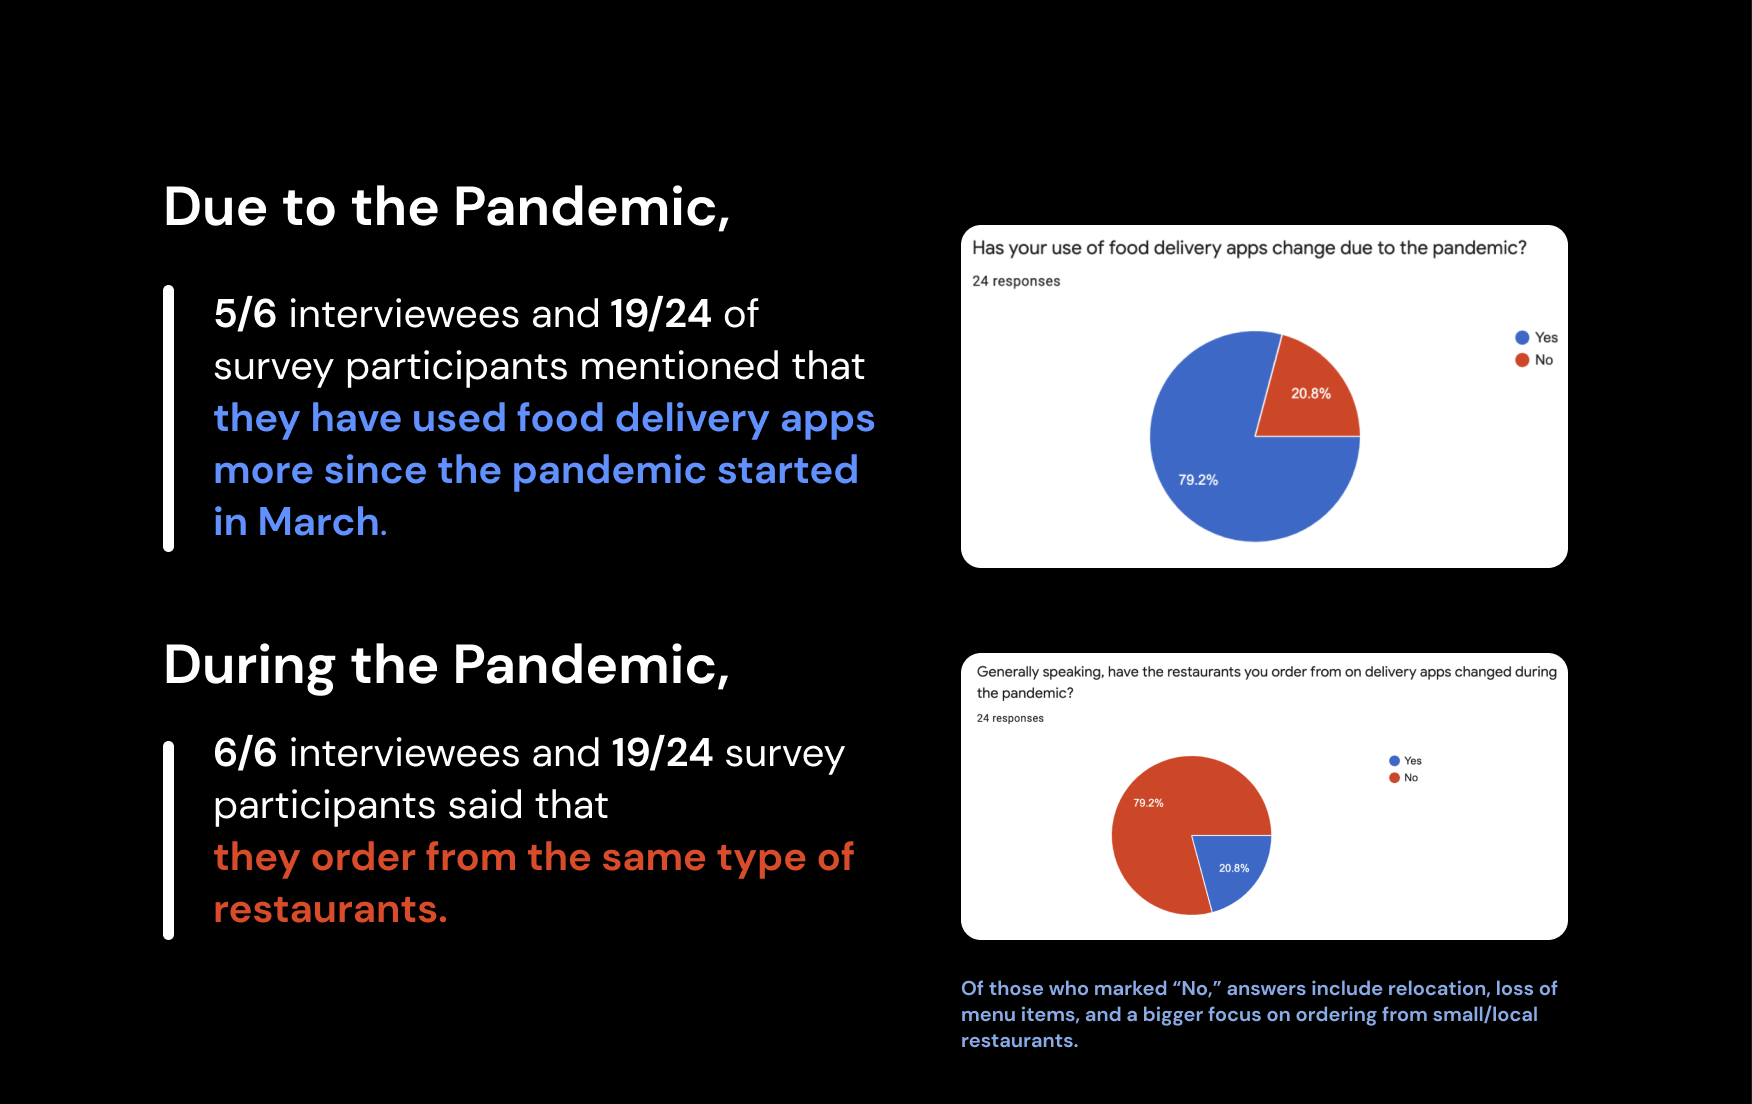 Due to the Pandemic,
5/6 interviewees and 19/24 of
survey participants mentioned that
they have used food delivery apps
more since the pandemic started
in March.
Has your use of food delivery apps change due to the pandemic?
24 responses
Yes
No
20.8%
79.2%
During the Pandemic,
6/6 interviewees and 19/24 survey
participants said that
they order from the same type of
restaurants.
Generally speaking, have the restaurants you order from on delivery apps changed during
the pandemic?
24 responses
Yes
No
79.2%
20.8%
Of those who marked “No,” answers include relocation, loss of
menu items, and a bigger focus on ordering from small/local
restaurants.